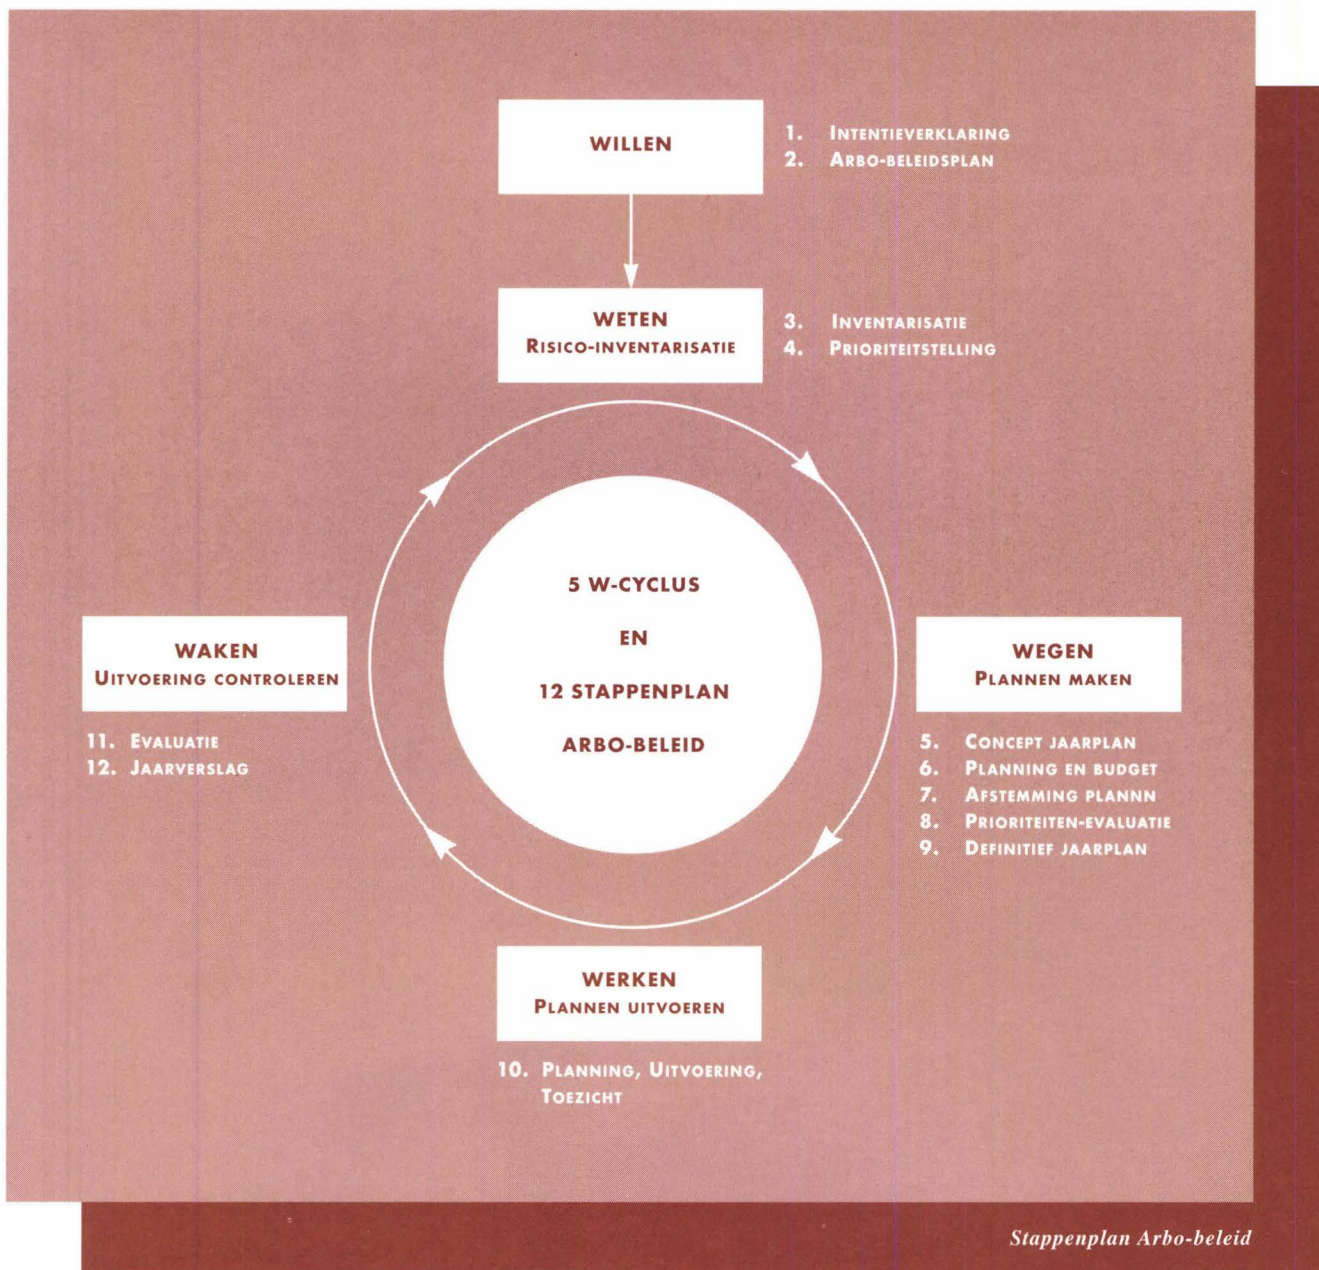 WILLEN
1. INTENTIEVERKLARING
2. ARBO-BELEIDSPLAN
WETEN
RISICO-INVENTARISATIE
3. INVENTARISATIE
4. PRIORITEITSTELLING
5 W-CYCLUS
EN
12 STAPPENPLAN
ARBO-BELEID
WEGEN
PLANNEN MAKEN
5. CONCEPT JAARPLAN
6. PLANNING EN BUDGET
7. AFSTEMMING PLANNN
8. PRIORITEITEN-EVALUATIE
9. DEFINITIEF JAARPLAN
WERKEN
PLANNEN UITVOEREN
10. PLANNING, UITVOERING,
TOEZICHT
WAKEN
UITVOERING CONTROLEREN
11. EVALUATIE
12. JAARVERSLAG
Stappenplan Arbo-beleid